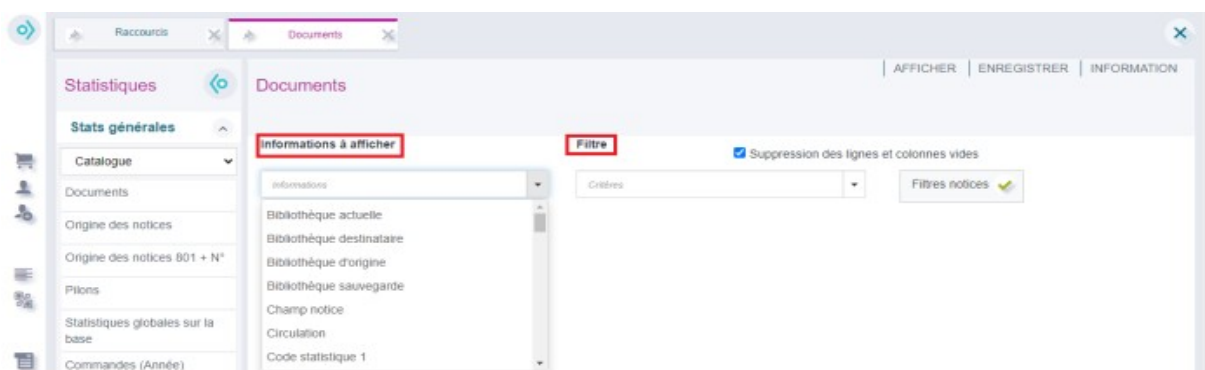 Raccourcis
Documents
Statistiques
Documents
AFFICHER
ENREGISTRER
INFORMATION
Stats générales
Catalogue
Documents
Origine des notices
Origine des notices 801 + N°
Pilons
Statistiques globales sur la
base
Commandes (Année)
Informations à afficher
Informations
Bibliothèque actuelle
Bibliothèque destinataire
Bibliothèque d'origine
Bibliothèque sauvegarde
Champ notice
Circulation
Code statistique 1
Filtre
Suppression des lignes et colonnes vides
Critères
Filtres notices